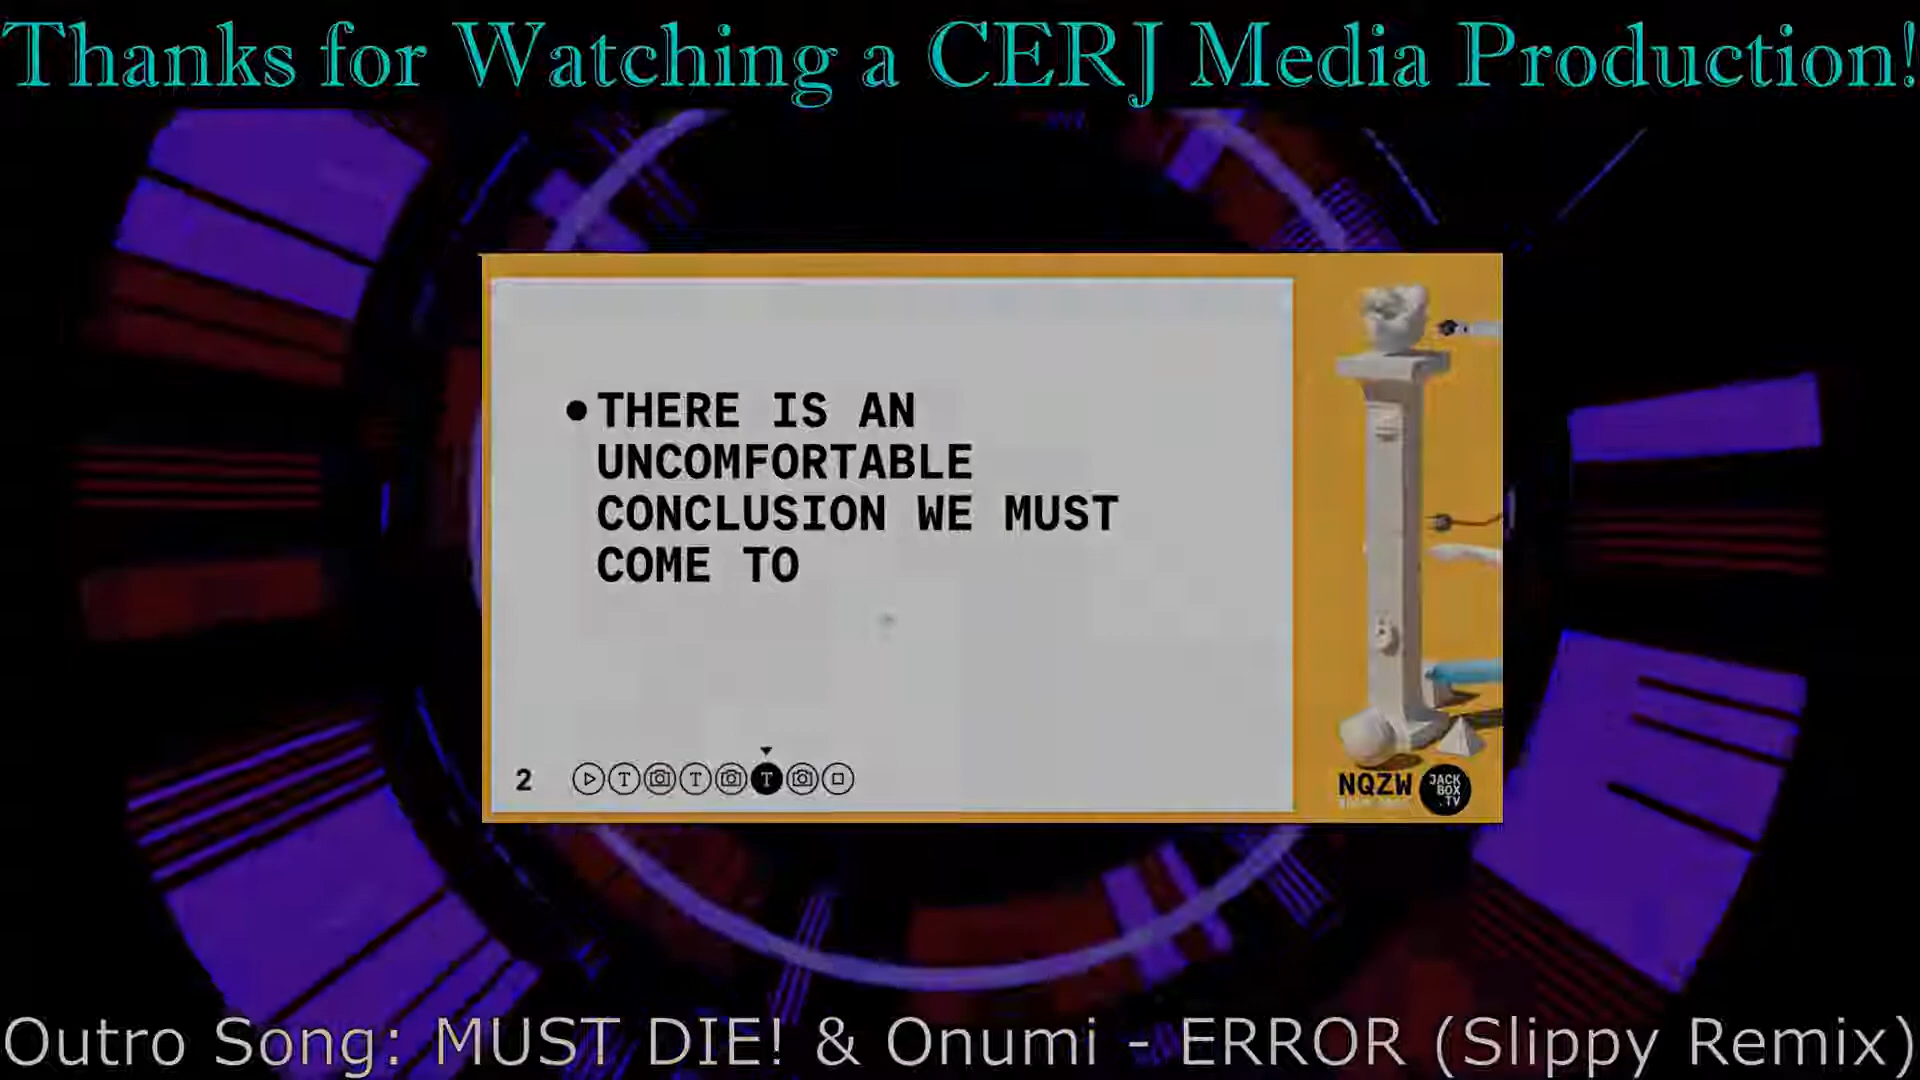 Thanks for Watching a CERJ Media Production!
• THERE IS AN
UNCOMFORTABLE
CONCLUSION WE MUST
COME TO
2
T
T
T
NQZW
JACK
BOX
.TV
Outro Song: MUST DIE! & Onumi - ERROR (Slippy Remix)